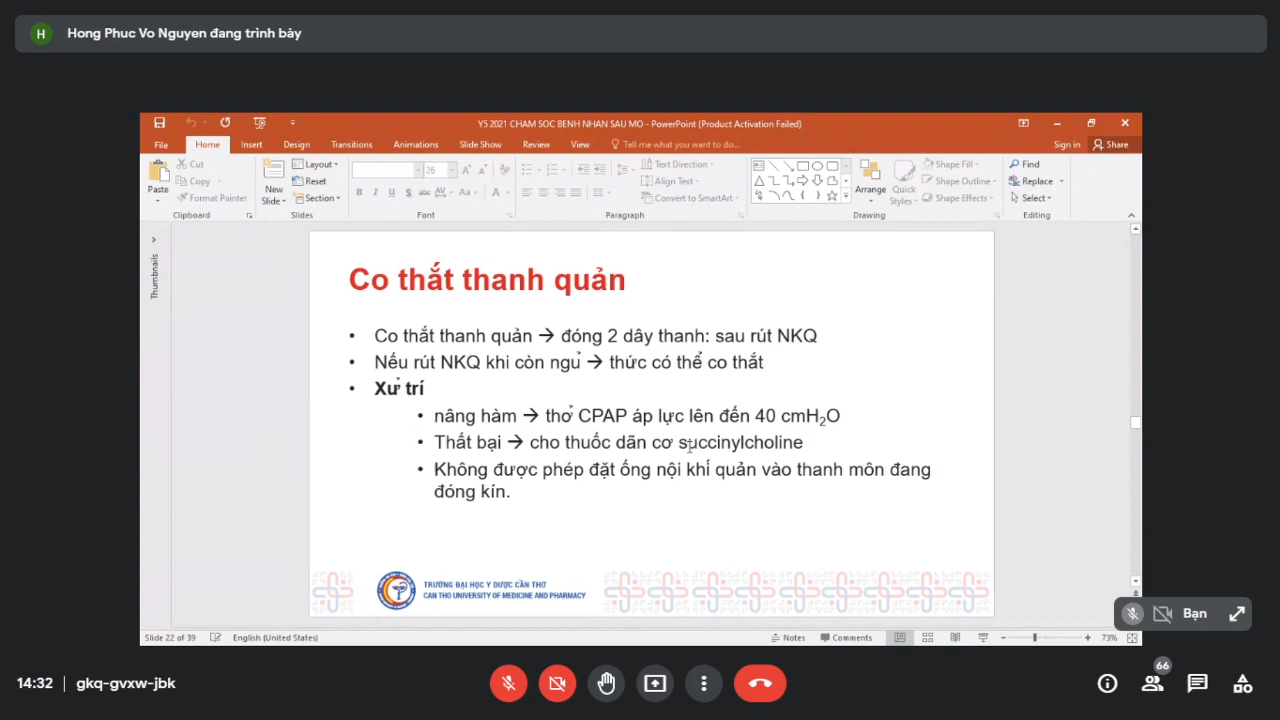 H Hong Phuc Vo Nguyen đang trình bày
Y5 2021 CHAM SOC BENH NHAN SAU MO - PowerPoint (Product Activation Failed)
File Home Insert Design Transitions Animations Slide Show Review View Tell me what you want to do... Sign in Share
Paste Cut Copy Format Painter Clipboard
New Slide Layout Reset Section Slides
26 B I U S abc AV Aa A Font
Text Direction Align Text Convert to SmartArt Paragraph
Arrange Quick Styles Shape Fill Shape Outline Shape Effects Drawing
Find Replace Select Editing
Thumbnails
Co thắt thanh quản
• Co thắt thanh quản → đóng 2 dây thanh: sau rút NKQ
• Nếu rút NKQ khi còn ngủ → thức có thể co thắt
• Xử trí
• nâng hàm → thở CPAP áp lực lên đến 40 cmH₂O
• Thất bại → cho thuốc dãn cơ succinylcholine
• Không được phép đặt ống nội khí quản vào thanh môn đang
đóng kín.
TRƯỜNG ĐẠI HỌC Y DƯỢC CẦN THƠ
CAN THO UNIVERSITY OF MEDICINE AND PHARMACY
Bạn
Slide 22 of 39 English (United States) Notes Comments 73%
14:32 | gkq-gvxw-jbk
66